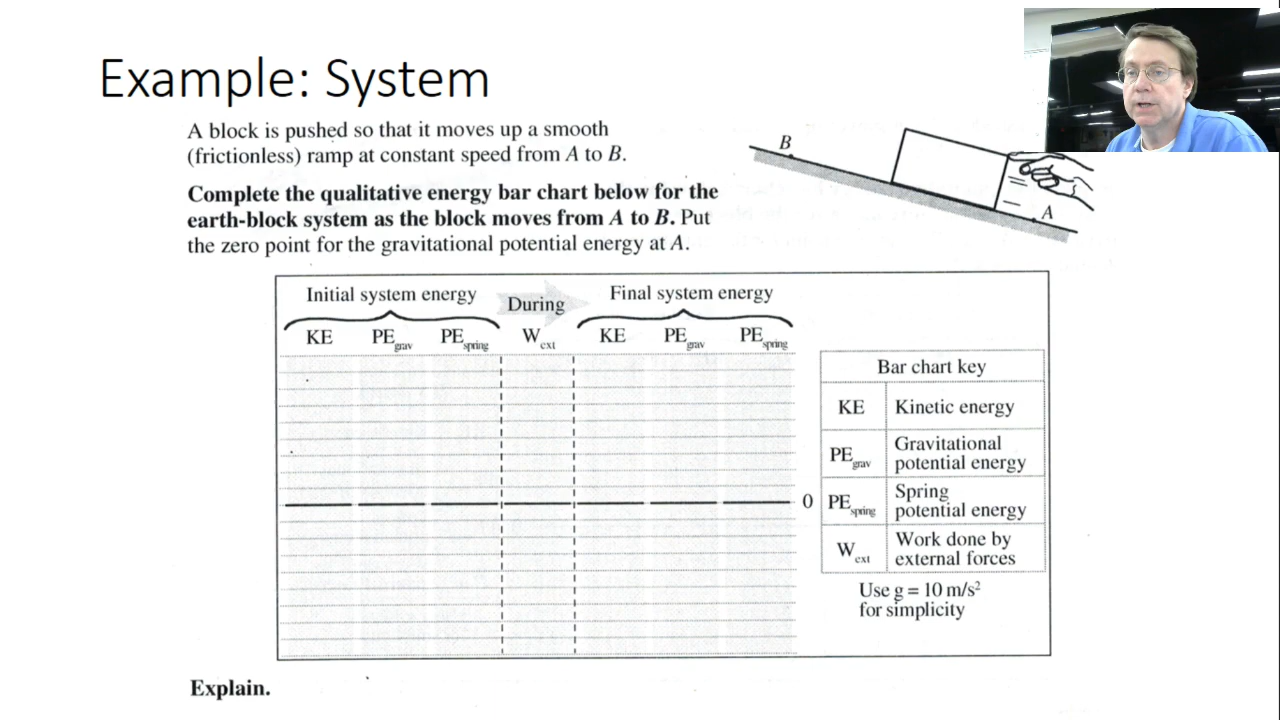 Example: System
A block is pushed so that it moves up a smooth
(frictionless) ramp at constant speed from A to B.
Complete the qualitative energy bar chart below for the
earth-block system as the block moves from A to B. Put
the zero point for the gravitational potential energy at A.
B
A
Initial system energy
During
Final system energy
KE PEgrav PEspring Wext KE PEgrav PEspring
0
Bar chart key
KE Kinetic energy
PEgrav Gravitational
potential energy
PEspring Spring
potential energy
Wext Work done by
external forces
Use g = 10 m/s²
for simplicity
Explain.